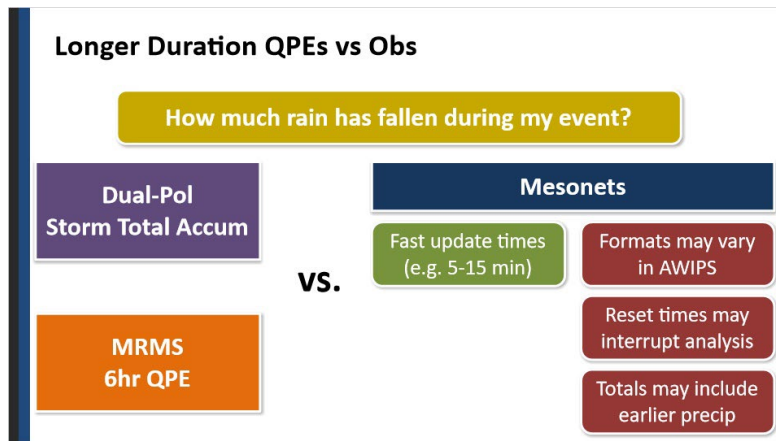 Longer Duration QPEs vs Obs
How much rain has fallen during my event?
Dual-Pol
Storm Total Accum
MRMS
6hr QPE
vs.
Mesonets
Fast update times
(e.g. 5-15 min)
Formats may vary
in AWIPS
Reset times may
interrupt analysis
Totals may include
earlier precip